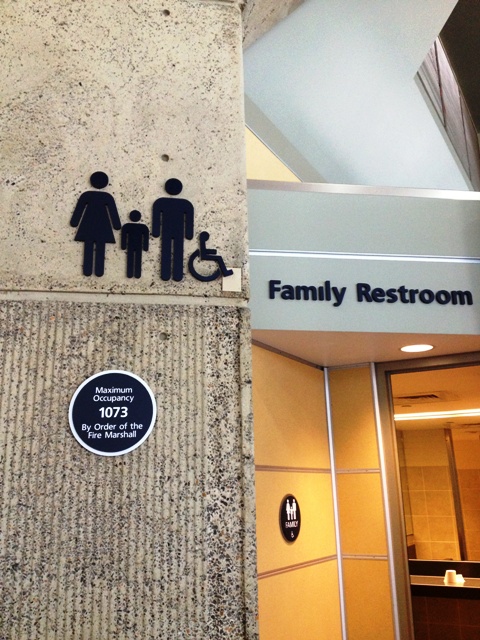 Family Restroom
Maximum
Occupancy
1073
By Order of the
Fire Marshall
FAMILY